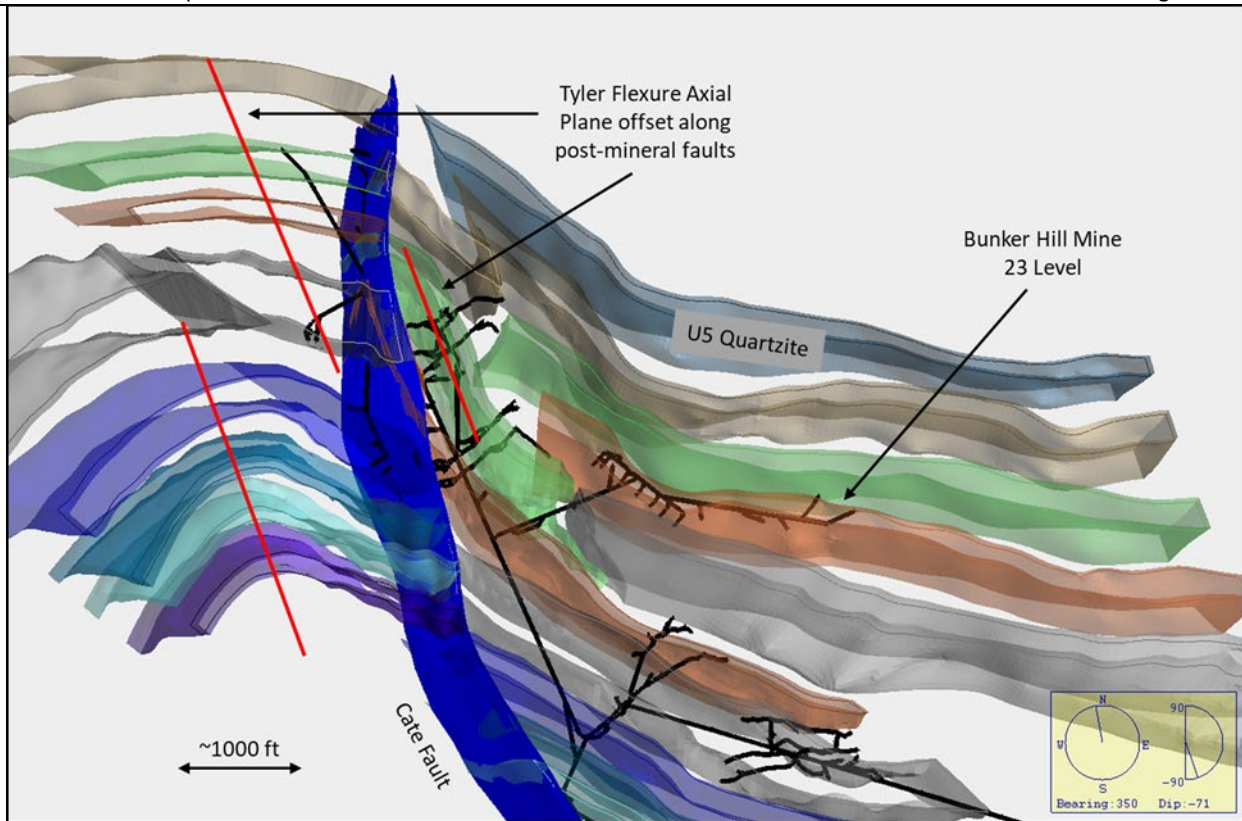 Tyler Flexure Axial
Plane offset along
post-mineral faults
Bunker Hill Mine
23 Level
U5 Quartzite
Cate Fault
~1000 ft
N
W
E
S
90
-90
Bearing:350 Dip:-71